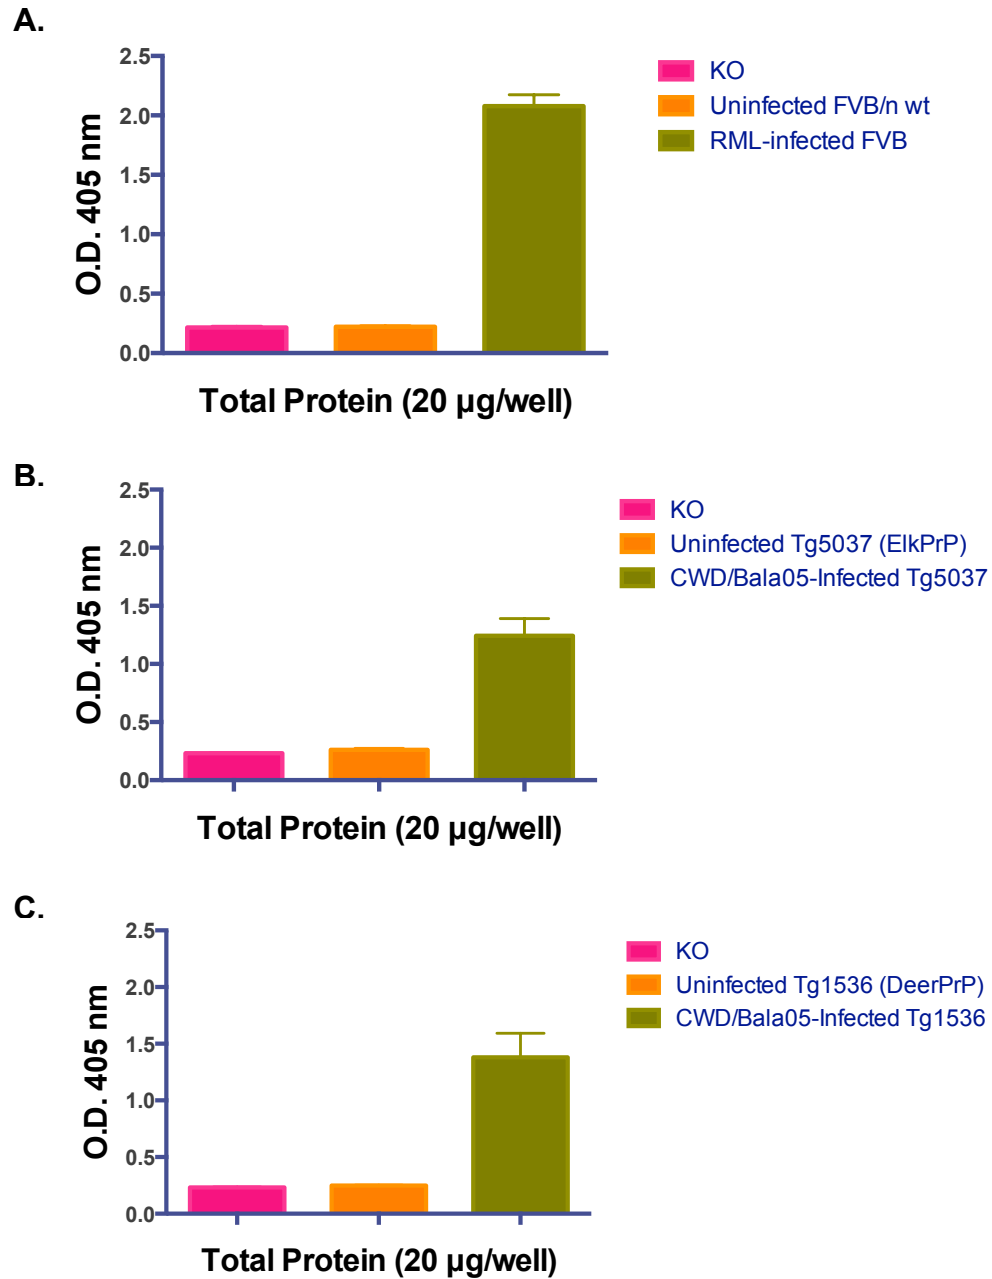 A.
2.5
2.0
1.5
1.0
0.5
0.0
O.D. 405 nm
Total Protein (20 µg/well)
KO
Uninfected FVB/n wt
RML-infected FVB
B.
2.5
2.0
1.5
1.0
0.5
0.0
O.D. 405 nm
Total Protein (20 µg/well)
KO
Uninfected Tg5037 (ElkPrP)
CWD/Bala05-Infected Tg5037
C.
2.5
2.0
1.5
1.0
0.5
0.0
O.D. 405 nm
Total Protein (20 µg/well)
KO
Uninfected Tg1536 (DeerPrP)
CWD/Bala05-Infected Tg1536